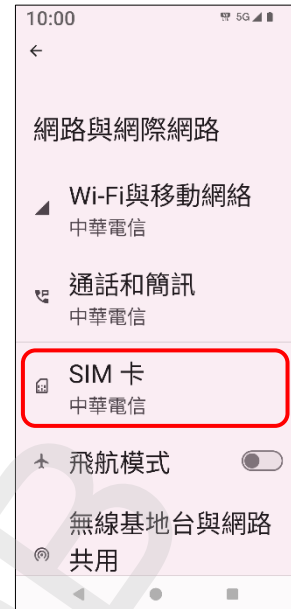 10:00 5G
網路與網際網路
Wi-Fi與移動網絡
中華電信
通話和簡訊
中華電信
SIM 卡
中華電信
飛航模式
無線基地台與網路
共用